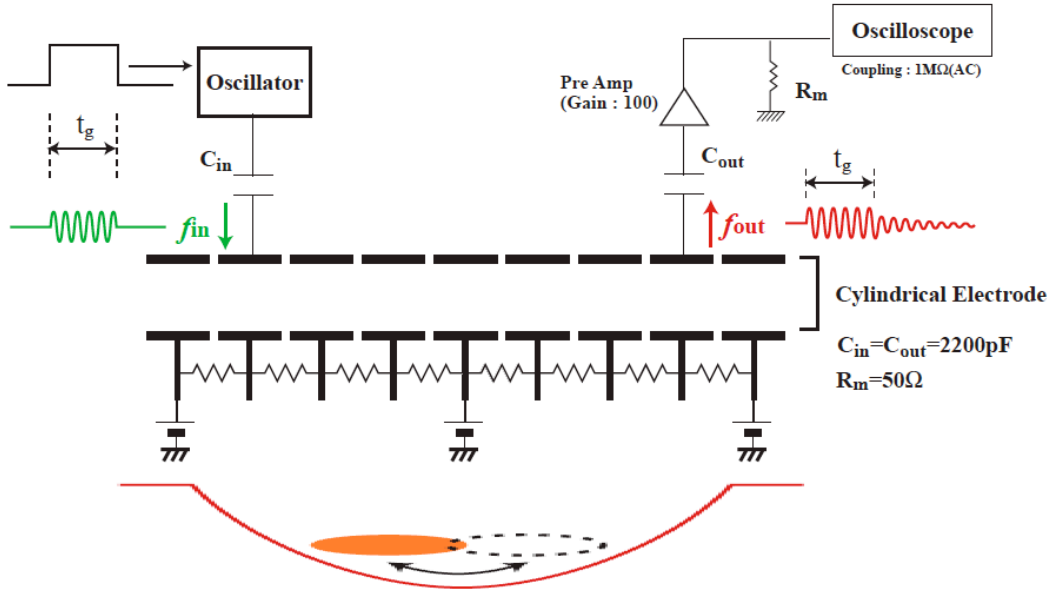 Oscillator
Oscilloscope
Coupling : 1MΩ(AC)
Pre Amp
(Gain : 100)
Rm
tg
Cin
Cout
tg
fin
fout
Cylindrical Electrode
Cin=Cout=2200pF
Rm=50Ω